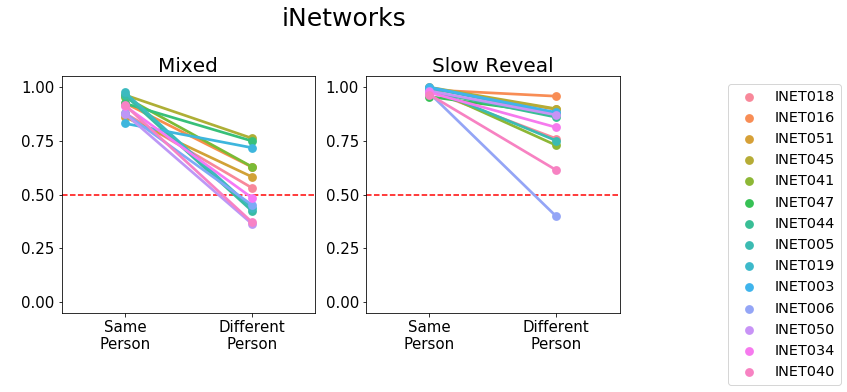 iNetworks
Mixed
Slow Reveal
1.00
0.75
0.50
0.25
0.00
Same
Person
Different
Person
1.00
0.75
0.50
0.25
0.00
Same
Person
Different
Person
INET018
INET016
INET051
INET045
INET041
INET047
INET044
INET005
INET019
INET003
INET006
INET050
INET034
INET040